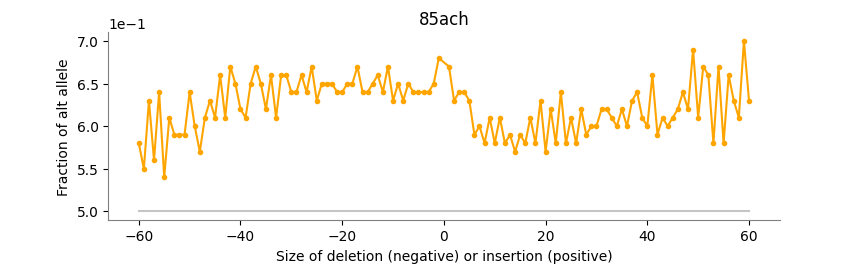 85ach
1e−1
7.0
6.5
6.0
5.5
5.0
Fraction of alt allele
−60 −40 −20 0 20 40 60
Size of deletion (negative) or insertion (positive)